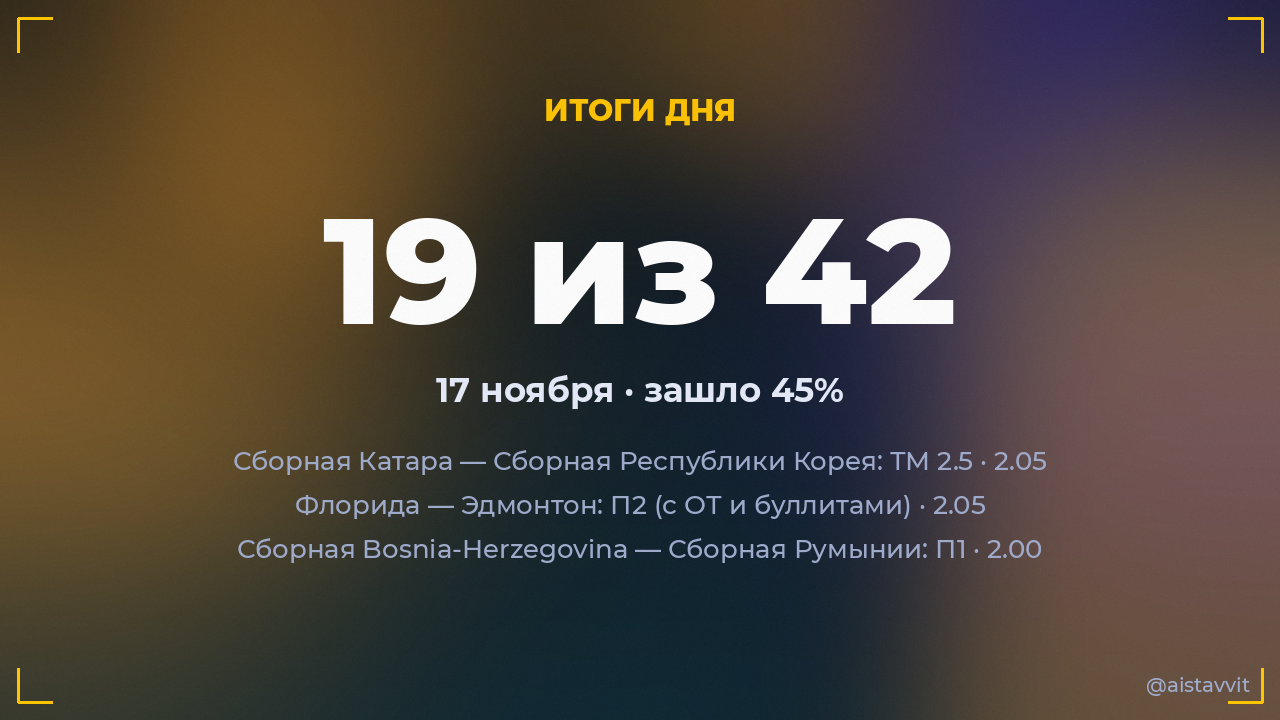 ИТОГИ ДНЯ
19 из 42
17 ноября · зашло 45%
Сборная Катара — Сборная Республики Корея: ТМ 2.5 · 2.05
Флорида — Эдмонтон: П2 (с ОТ и буллитами) · 2.05
Сборная Bosnia-Herzegovina — Сборная Румынии: П1 · 2.00
@aistavvit